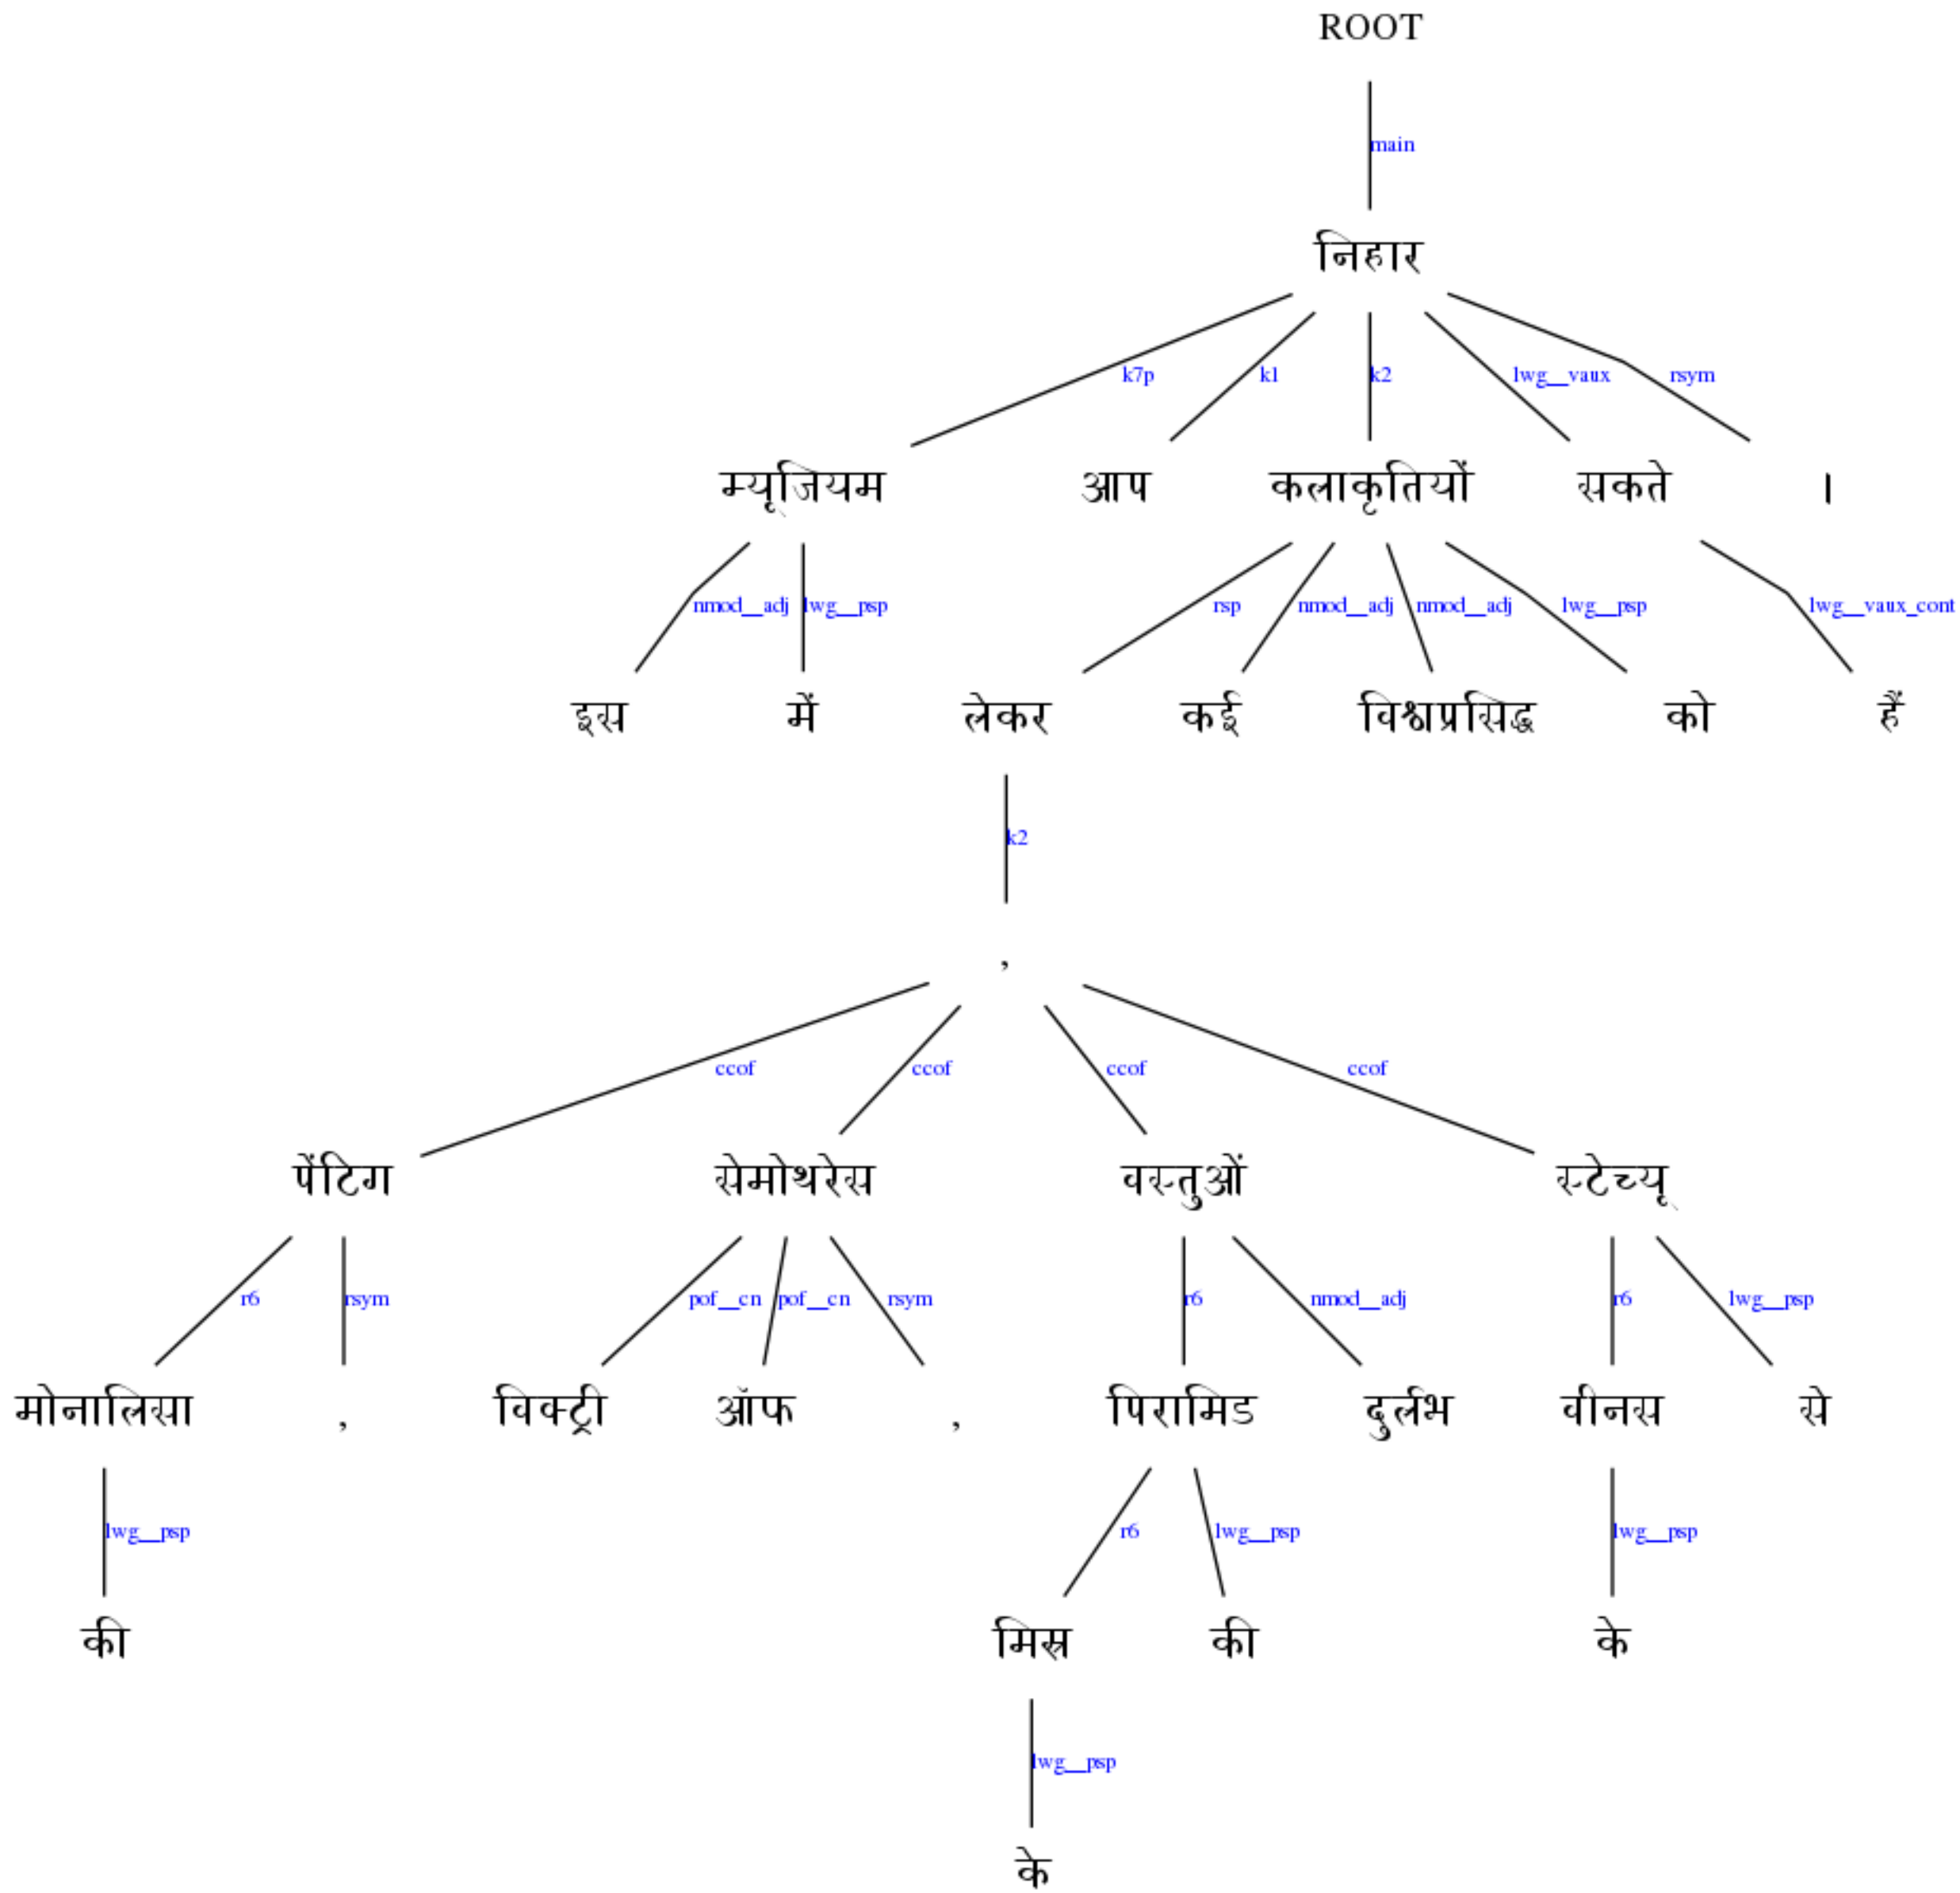 ROOT
main
निहार
k7p k1 k2 lwg__vaux rsym
म्यूजियम आप कलाकृतियों सकते ।
nmod__adj lwg__psp rsp nmod__adj nmod__adj lwg__psp lwg__vaux_cont
इस में लेकर कई विश्वप्रसिद्ध को हैं
k2
,
ccof ccof ccof ccof
पेंटिग सेमोथरेस वस्तुओं स्टेच्यू
r6 rsym pof__cn pof__cn rsym r6 nmod__adj r6 lwg__psp
मोनालिसा , विक्ट्री ऑफ , पिरामिड दुर्लभ वीनस से
lwg__psp r6 lwg__psp lwg__psp
की मिस्र की के
lwg__psp
के